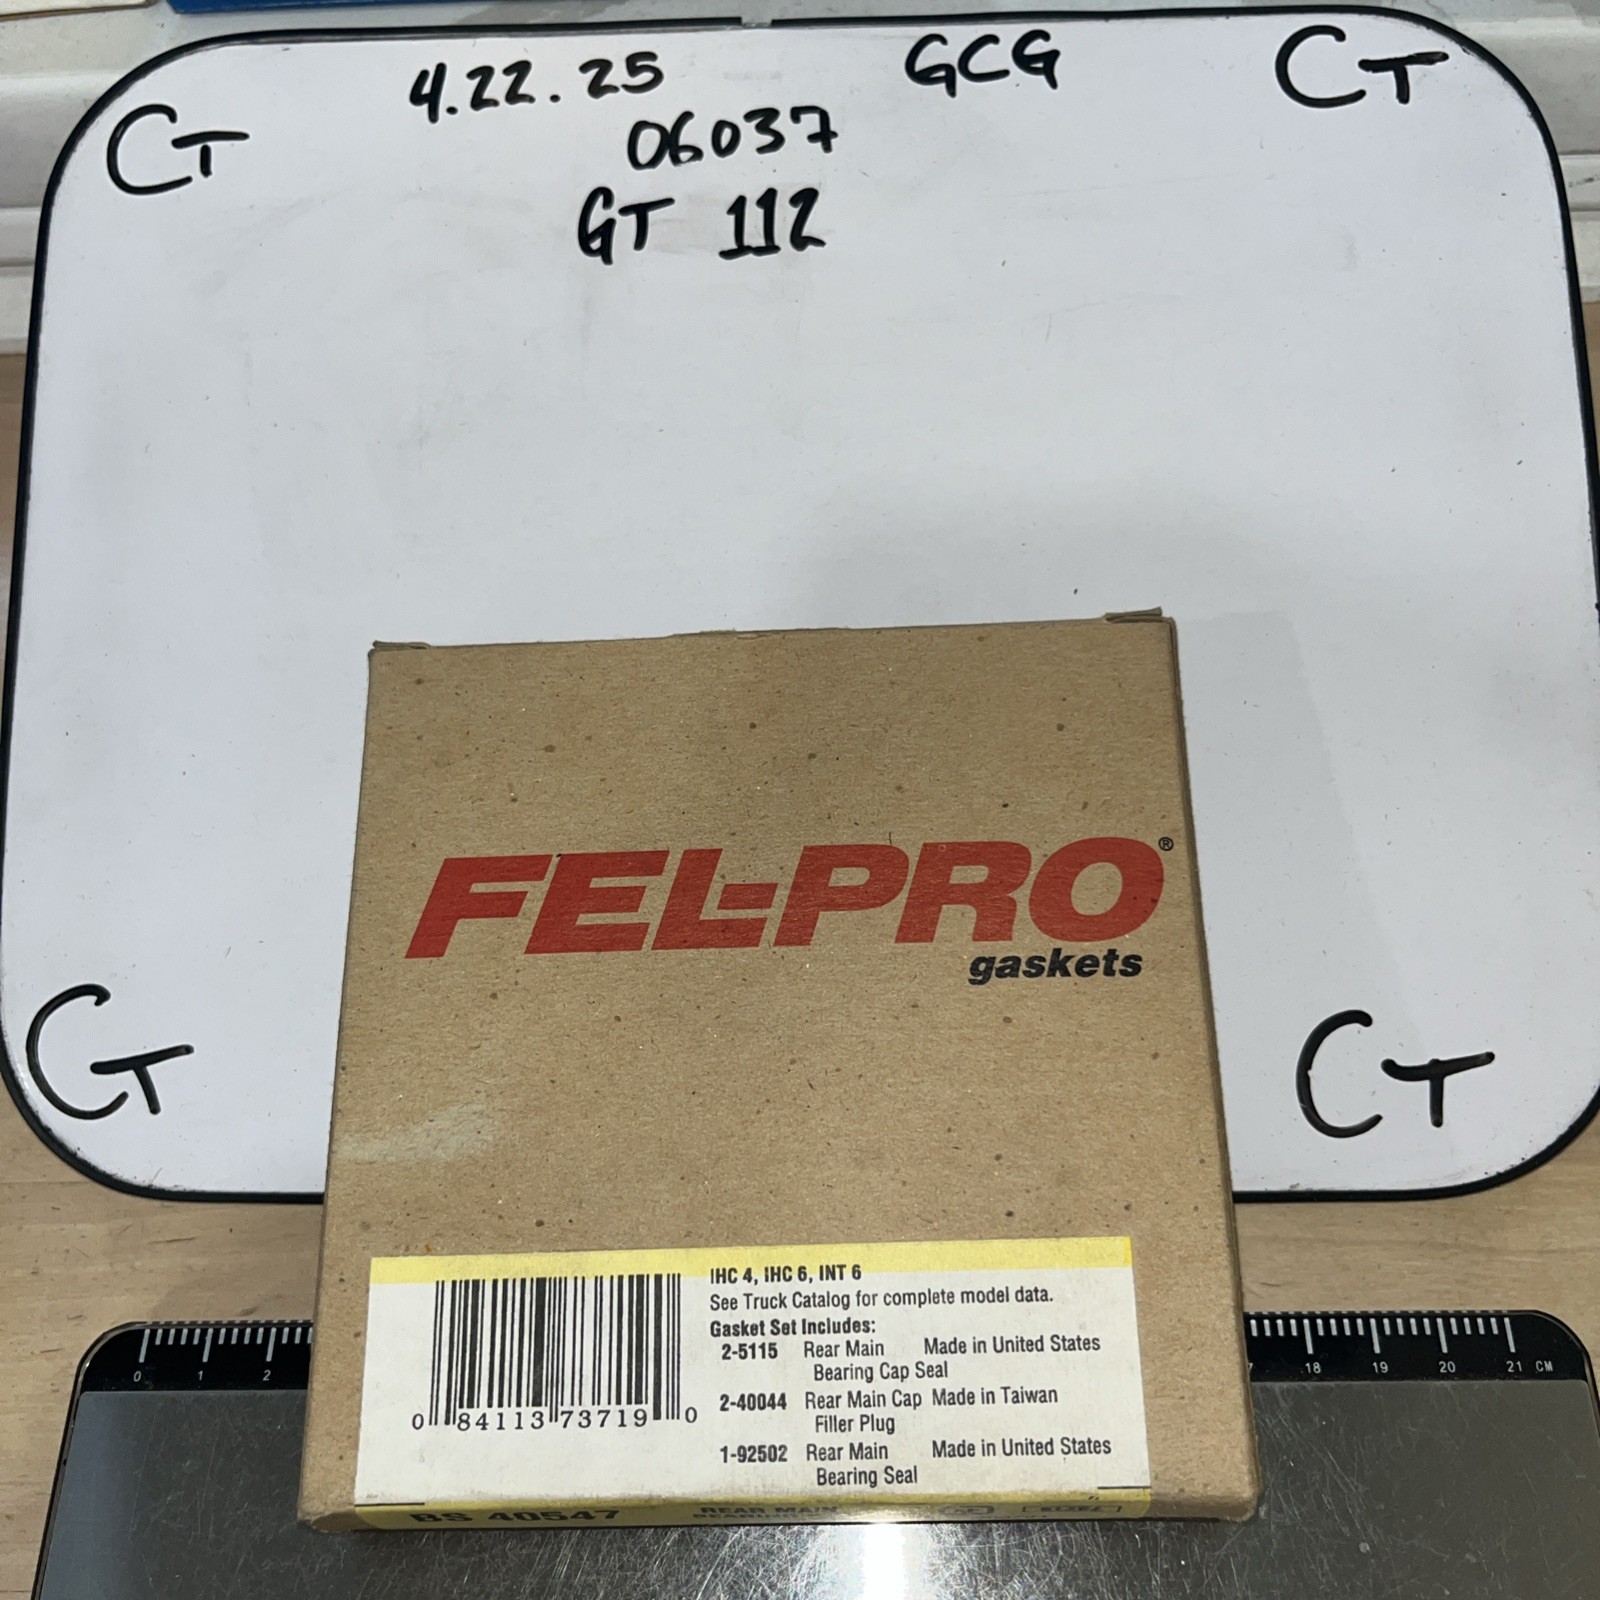 4.22.25 GCG CT
CT 06037
GT 112
FEL-PRO®
gaskets
CT CT
IHC 4, IHC 6, INT 6
See Truck Catalog for complete model data.
Gasket Set Includes:
2-5115 Rear Main Made in United States
Bearing Cap Seal
2-40044 Rear Main Cap Made in Taiwan
Filler Plug
1-92502 Rear Main Made in United States
Bearing Seal
0 84113 73719 0
BS 40547 REAR MAIN
0 1 2 18 19 20 21 CM